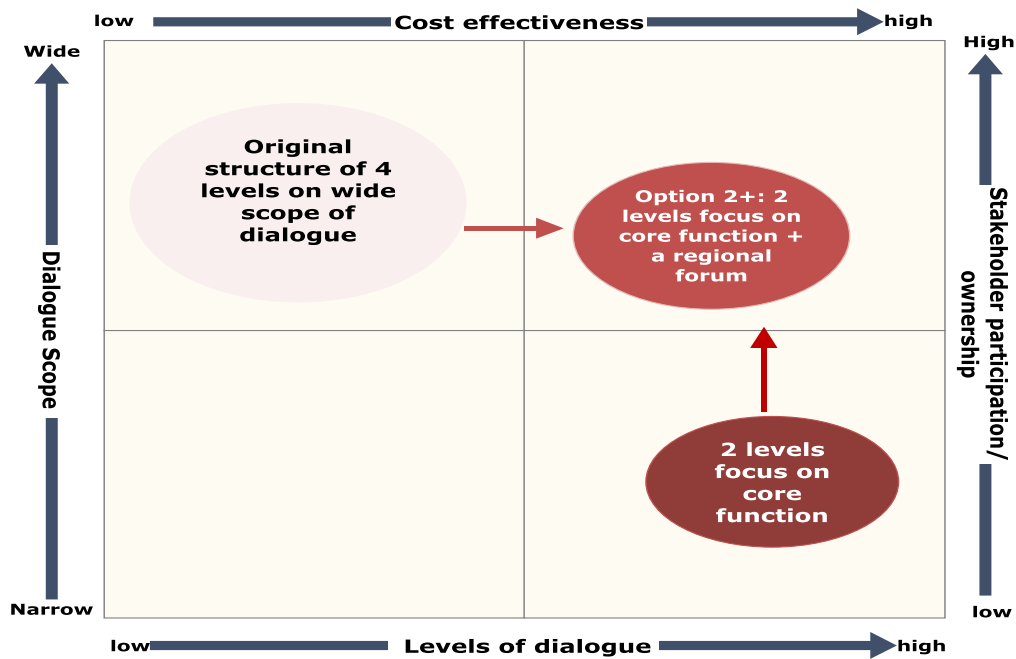 low
Cost effectiveness
high
Wide
High
Original
structure of 4
levels on wide
scope of
dialogue
Option 2+: 2
levels focus on
core function +
a regional
forum
Dialogue Scope
Stakeholder participation/
ownership
2 levels
focus on
core
function
Narrow
low
low
Levels of dialogue
high